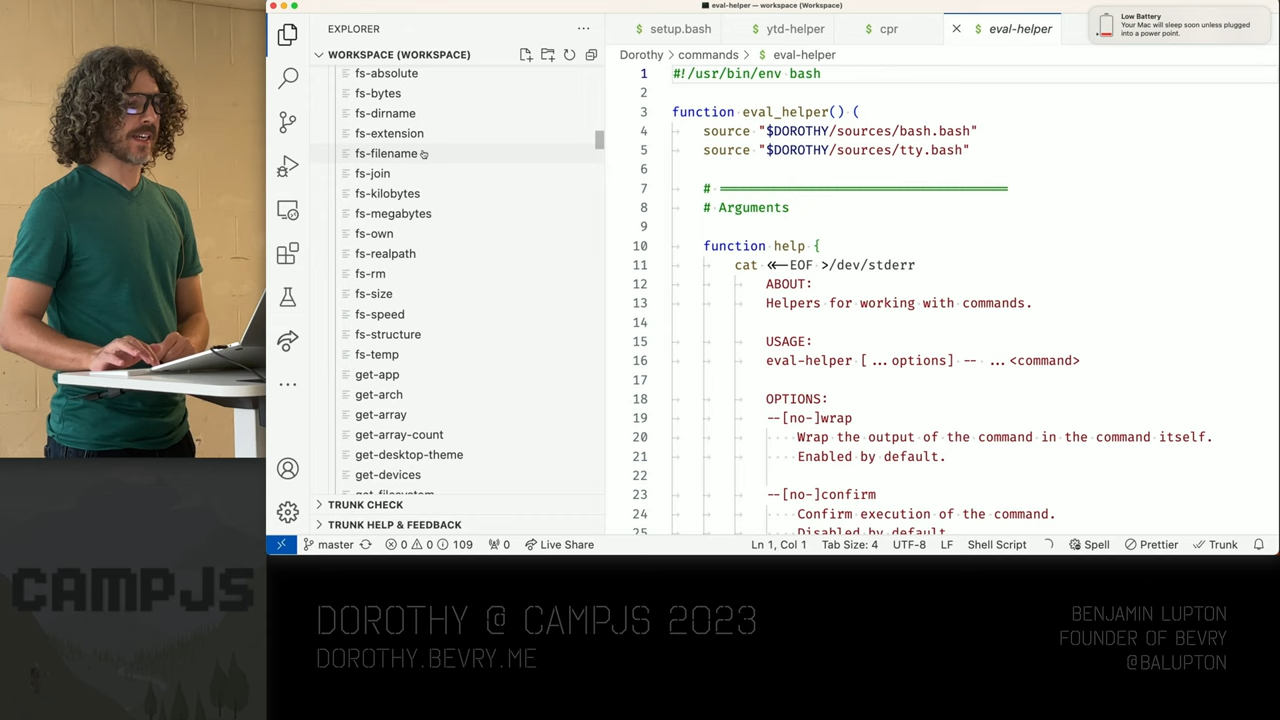 eval-helper — workspace (Workspace)
EXPLORER
WORKSPACE (WORKSPACE)
fs-absolute
fs-bytes
fs-dirname
fs-extension
fs-filename
fs-join
fs-kilobytes
fs-megabytes
fs-own
fs-realpath
fs-rm
fs-size
fs-speed
fs-structure
fs-temp
get-app
get-arch
get-array
get-array-count
get-desktop-theme
get-devices
get-filesystem
TRUNK CHECK
TRUNK HELP & FEEDBACK
$ setup.bash
$ ytd-helper
$ cpr
$ eval-helper
Low Battery
Your Mac will sleep soon unless plugged
into a power point.
Dorothy > commands > $ eval-helper
1 #!/usr/bin/env bash
2
3 function eval_helper() (
4 source "$DOROTHY/sources/bash.bash"
5 source "$DOROTHY/sources/tty.bash"
6
7 # =====================================
8 # Arguments
9
10 function help {
11 cat <<-EOF >/dev/stderr
12 ABOUT:
13 Helpers for working with commands.
14
15 USAGE:
16 eval-helper [...options] -- ...<command>
17
18 OPTIONS:
19 --[no-]wrap
20 Wrap the output of the command in the command itself.
21 Enabled by default.
22
23 --[no-]confirm
24 Confirm execution of the command.
25 Disabled by default.
master 0 0 109 0 Live Share Ln 1, Col 1 Tab Size: 4 UTF-8 LF Shell Script Spell Prettier Trunk
CAMPJS
DOROTHY @ CAMPJS 2023
DOROTHY.BEVRY.ME
BENJAMIN LUPTON
FOUNDER OF BEVRY
@BALUPTON